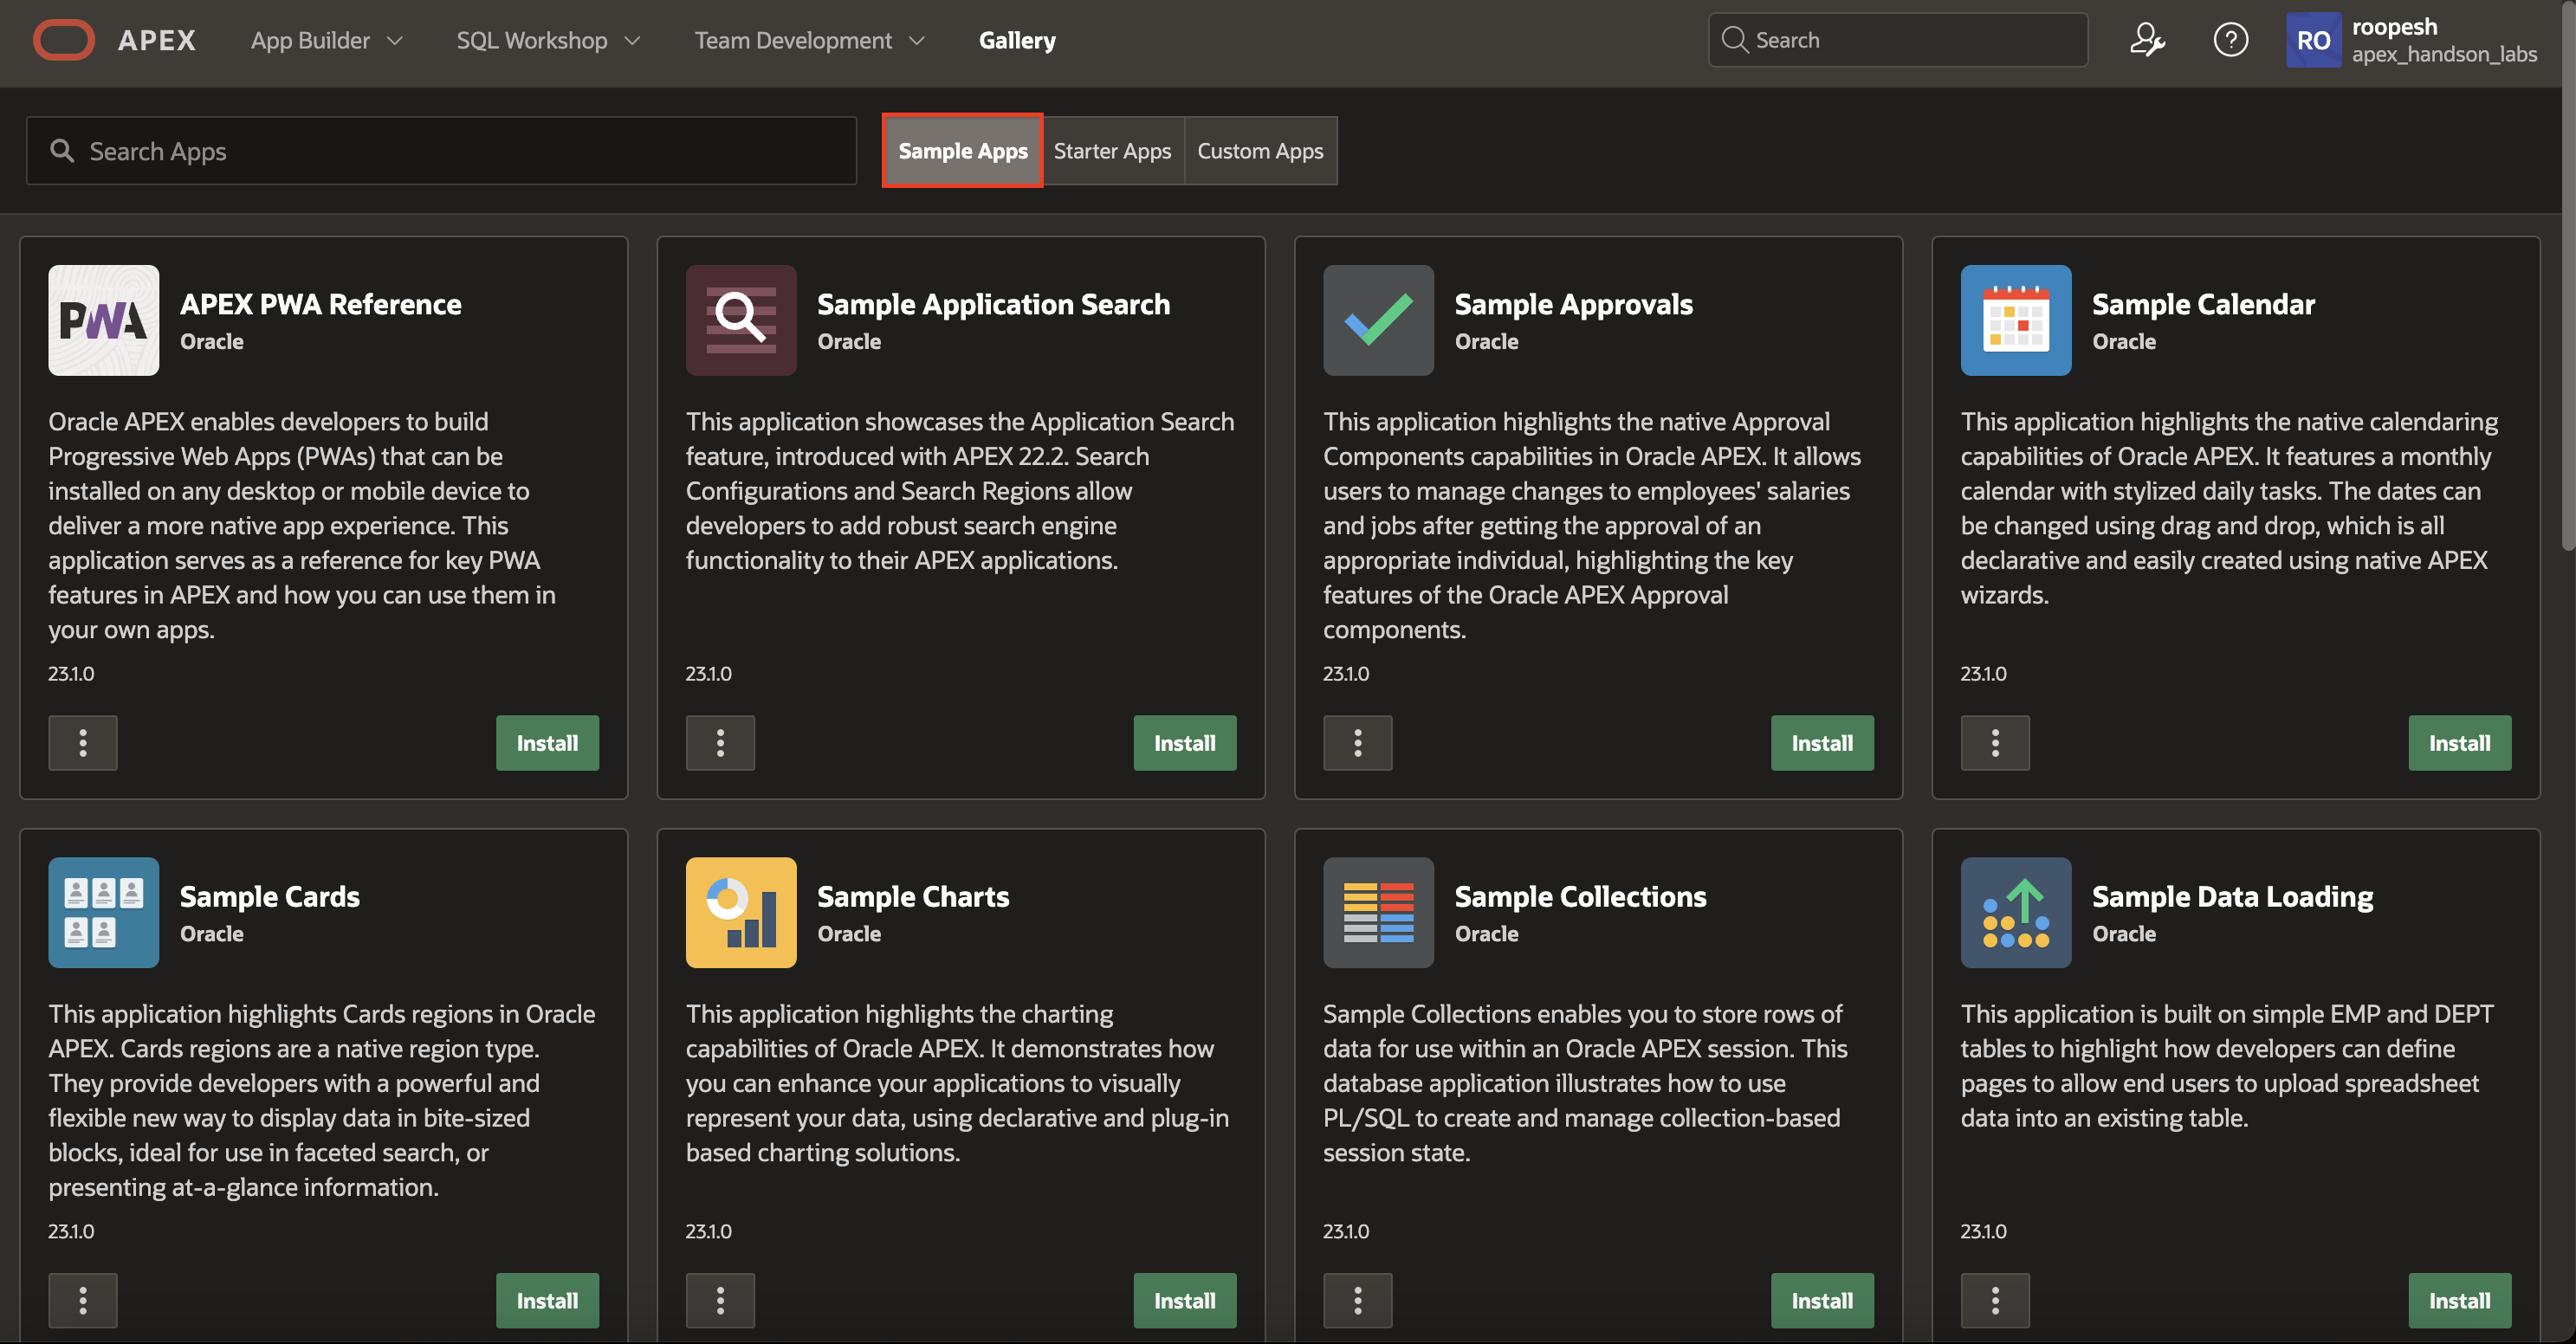 APEX
App Builder
SQL Workshop
Team Development
Gallery
Search
RO
roopesh
apex_handson_labs
Search Apps
Sample Apps
Starter Apps
Custom Apps
PWA
APEX PWA Reference
Oracle
Oracle APEX enables developers to build
Progressive Web Apps (PWAs) that can be
installed on any desktop or mobile device to
deliver a more native app experience. This
application serves as a reference for key PWA
features in APEX and how you can use them in
your own apps.
23.1.0
Install
Sample Application Search
Oracle
This application showcases the Application Search
feature, introduced with APEX 22.2. Search
Configurations and Search Regions allow
developers to add robust search engine
functionality to their APEX applications.
23.1.0
Install
Sample Approvals
Oracle
This application highlights the native Approval
Components capabilities in Oracle APEX. It allows
users to manage changes to employees' salaries
and jobs after getting the approval of an
appropriate individual, highlighting the key
features of the Oracle APEX Approval
components.
23.1.0
Install
Sample Calendar
Oracle
This application highlights the native calendaring
capabilities of Oracle APEX. It features a monthly
calendar with stylized daily tasks. The dates can
be changed using drag and drop, which is all
declarative and easily created using native APEX
wizards.
23.1.0
Install
Sample Cards
Oracle
This application highlights Cards regions in Oracle
APEX. Cards regions are a native region type.
They provide developers with a powerful and
flexible new way to display data in bite-sized
blocks, ideal for use in faceted search, or
presenting at-a-glance information.
23.1.0
Install
Sample Charts
Oracle
This application highlights the charting
capabilities of Oracle APEX. It demonstrates how
you can enhance your applications to visually
represent your data, using declarative and plug-in
based charting solutions.
23.1.0
Install
Sample Collections
Oracle
Sample Collections enables you to store rows of
data for use within an Oracle APEX session. This
database application illustrates how to use
PL/SQL to create and manage collection-based
session state.
23.1.0
Install
Sample Data Loading
Oracle
This application is built on simple EMP and DEPT
tables to highlight how developers can define
pages to allow end users to upload spreadsheet
data into an existing table.
23.1.0
Install